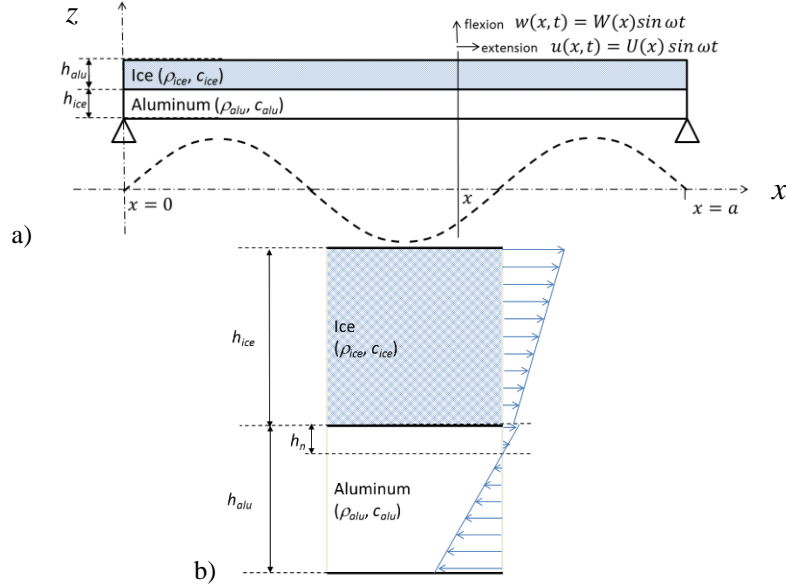 z
flexion w(x, t) = W(x)sin ωt
extension u(x, t) = U(x) sin ωt
h_alu
Ice (ρ_ice, c_ice)
h_ice
Aluminum (ρ_alu, c_alu)
x = 0
x
x = a
x
a)
h_ice
Ice
(ρ_ice, c_ice)
h_n
h_alu
Aluminum
(ρ_alu, c_alu)
b)